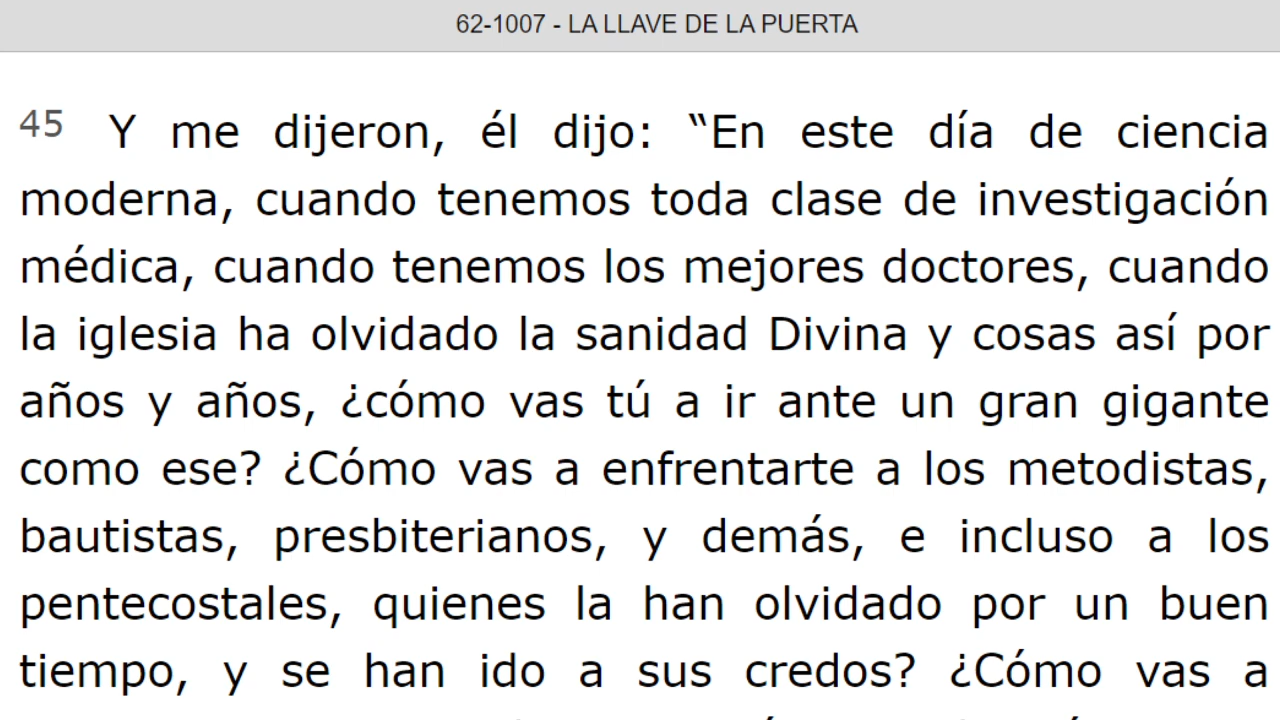 62-1007 - LA LLAVE DE LA PUERTA
45 Y me dijeron, él dijo: “En este día de ciencia
moderna, cuando tenemos toda clase de investigación
médica, cuando tenemos los mejores doctores, cuando
la iglesia ha olvidado la sanidad Divina y cosas así por
años y años, ¿cómo vas tú a ir ante un gran gigante
como ese? ¿Cómo vas a enfrentarte a los metodistas,
bautistas, presbiterianos, y demás, e incluso a los
pentecostales, quienes la han olvidado por un buen
tiempo, y se han ido a sus credos? ¿Cómo vas a